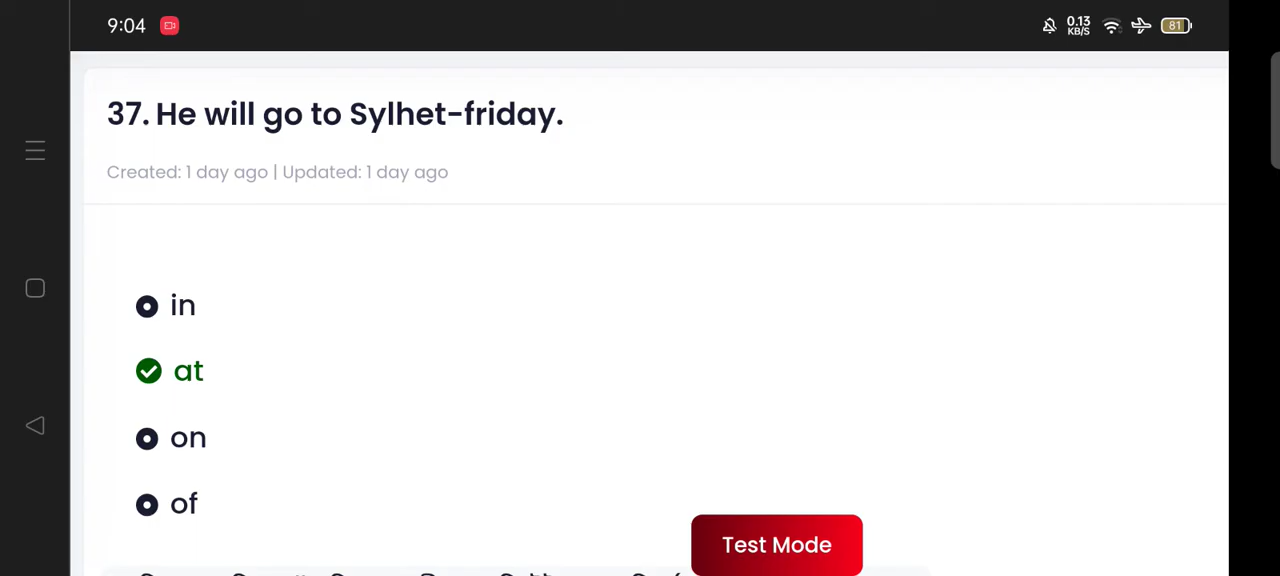 9:04
0.13
KB/S
81
37. He will go to Sylhet-friday.
Created: 1 day ago | Updated: 1 day ago
in
at
on
of
Test Mode